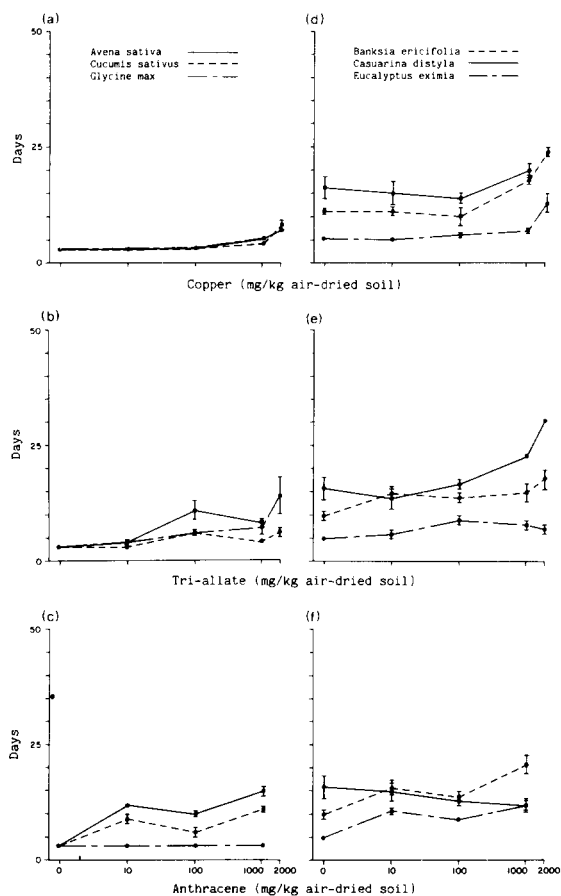 (a)
50
Avena sativa
Cucumis sativus
Glycine max
25
Days
0
(d)
Banksia ericifolia
Casuarina distyla
Eucalyptus eximia
Copper (mg/kg air-dried soil)
(b)
50
25
0
(e)
Tri-allate (mg/kg air-dried soil)
(c)
50
25
Days
0
0 10 100 1000 2000
(f)
0 10 100 1000 2000
Anthracene (mg/kg air-dried soil)